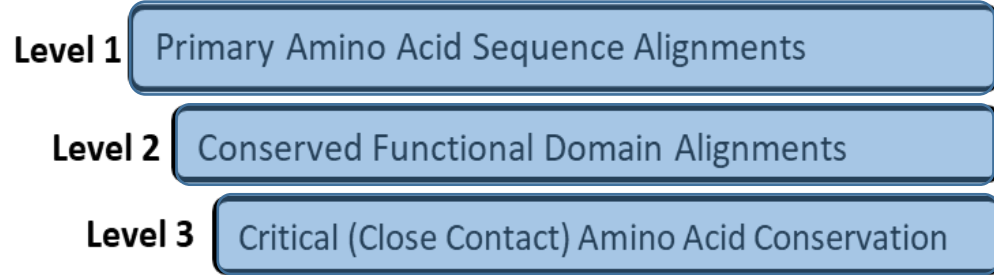 Level 1 Primary Amino Acid Sequence Alignments
Level 2 Conserved Functional Domain Alignments
Level 3 Critical (Close Contact) Amino Acid Conservation